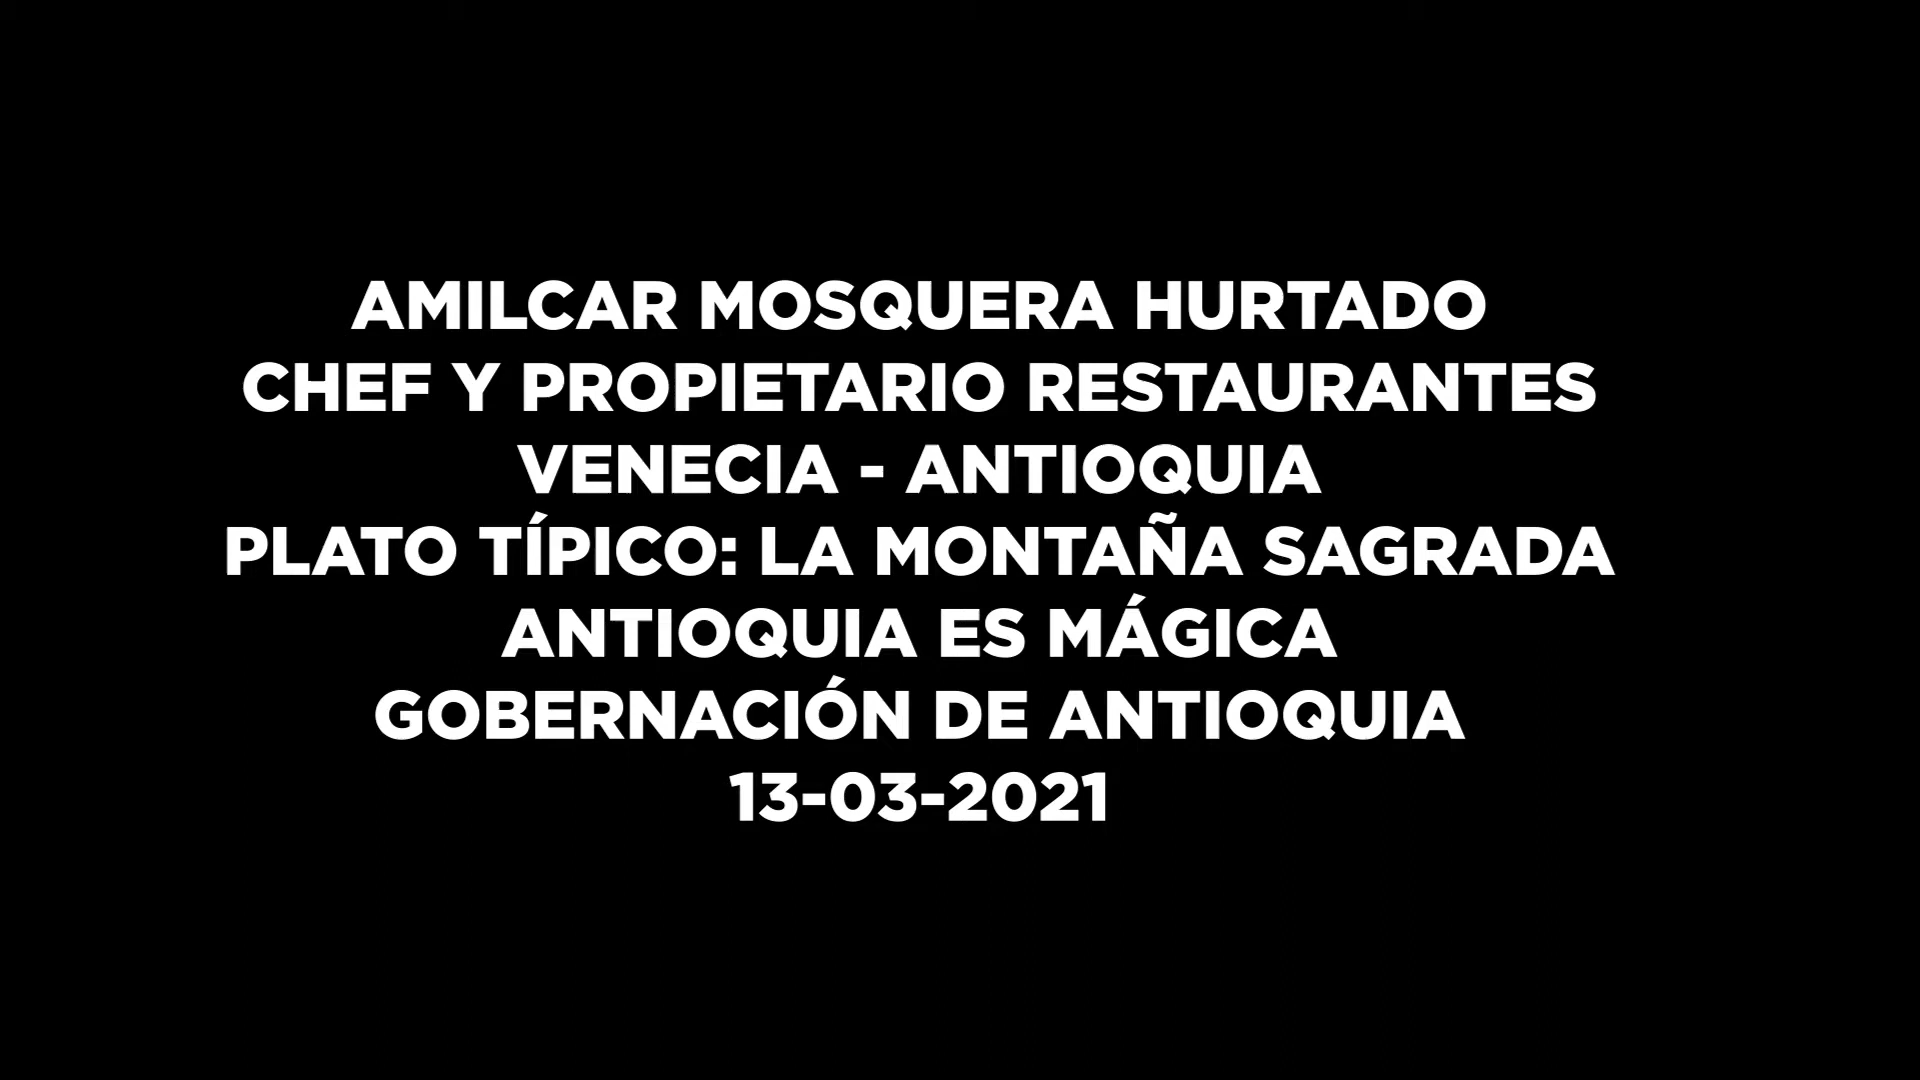 AMILCAR MOSQUERA HURTADO
CHEF Y PROPIETARIO RESTAURANTES
VENECIA - ANTIOQUIA
PLATO TÍPICO: LA MONTAÑA SAGRADA
ANTIOQUIA ES MÁGICA
GOBERNACIÓN DE ANTIOQUIA
13-03-2021